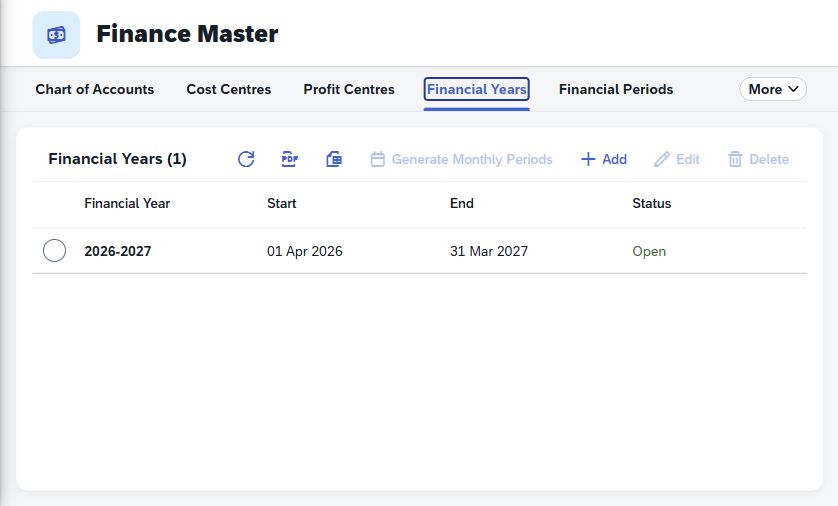 Finance Master
Chart of Accounts Cost Centres Profit Centres Financial Years Financial Periods More
Financial Years (1) PDF Generate Monthly Periods Add Edit Delete
Financial Year Start End Status
2026-2027 01 Apr 2026 31 Mar 2027 Open